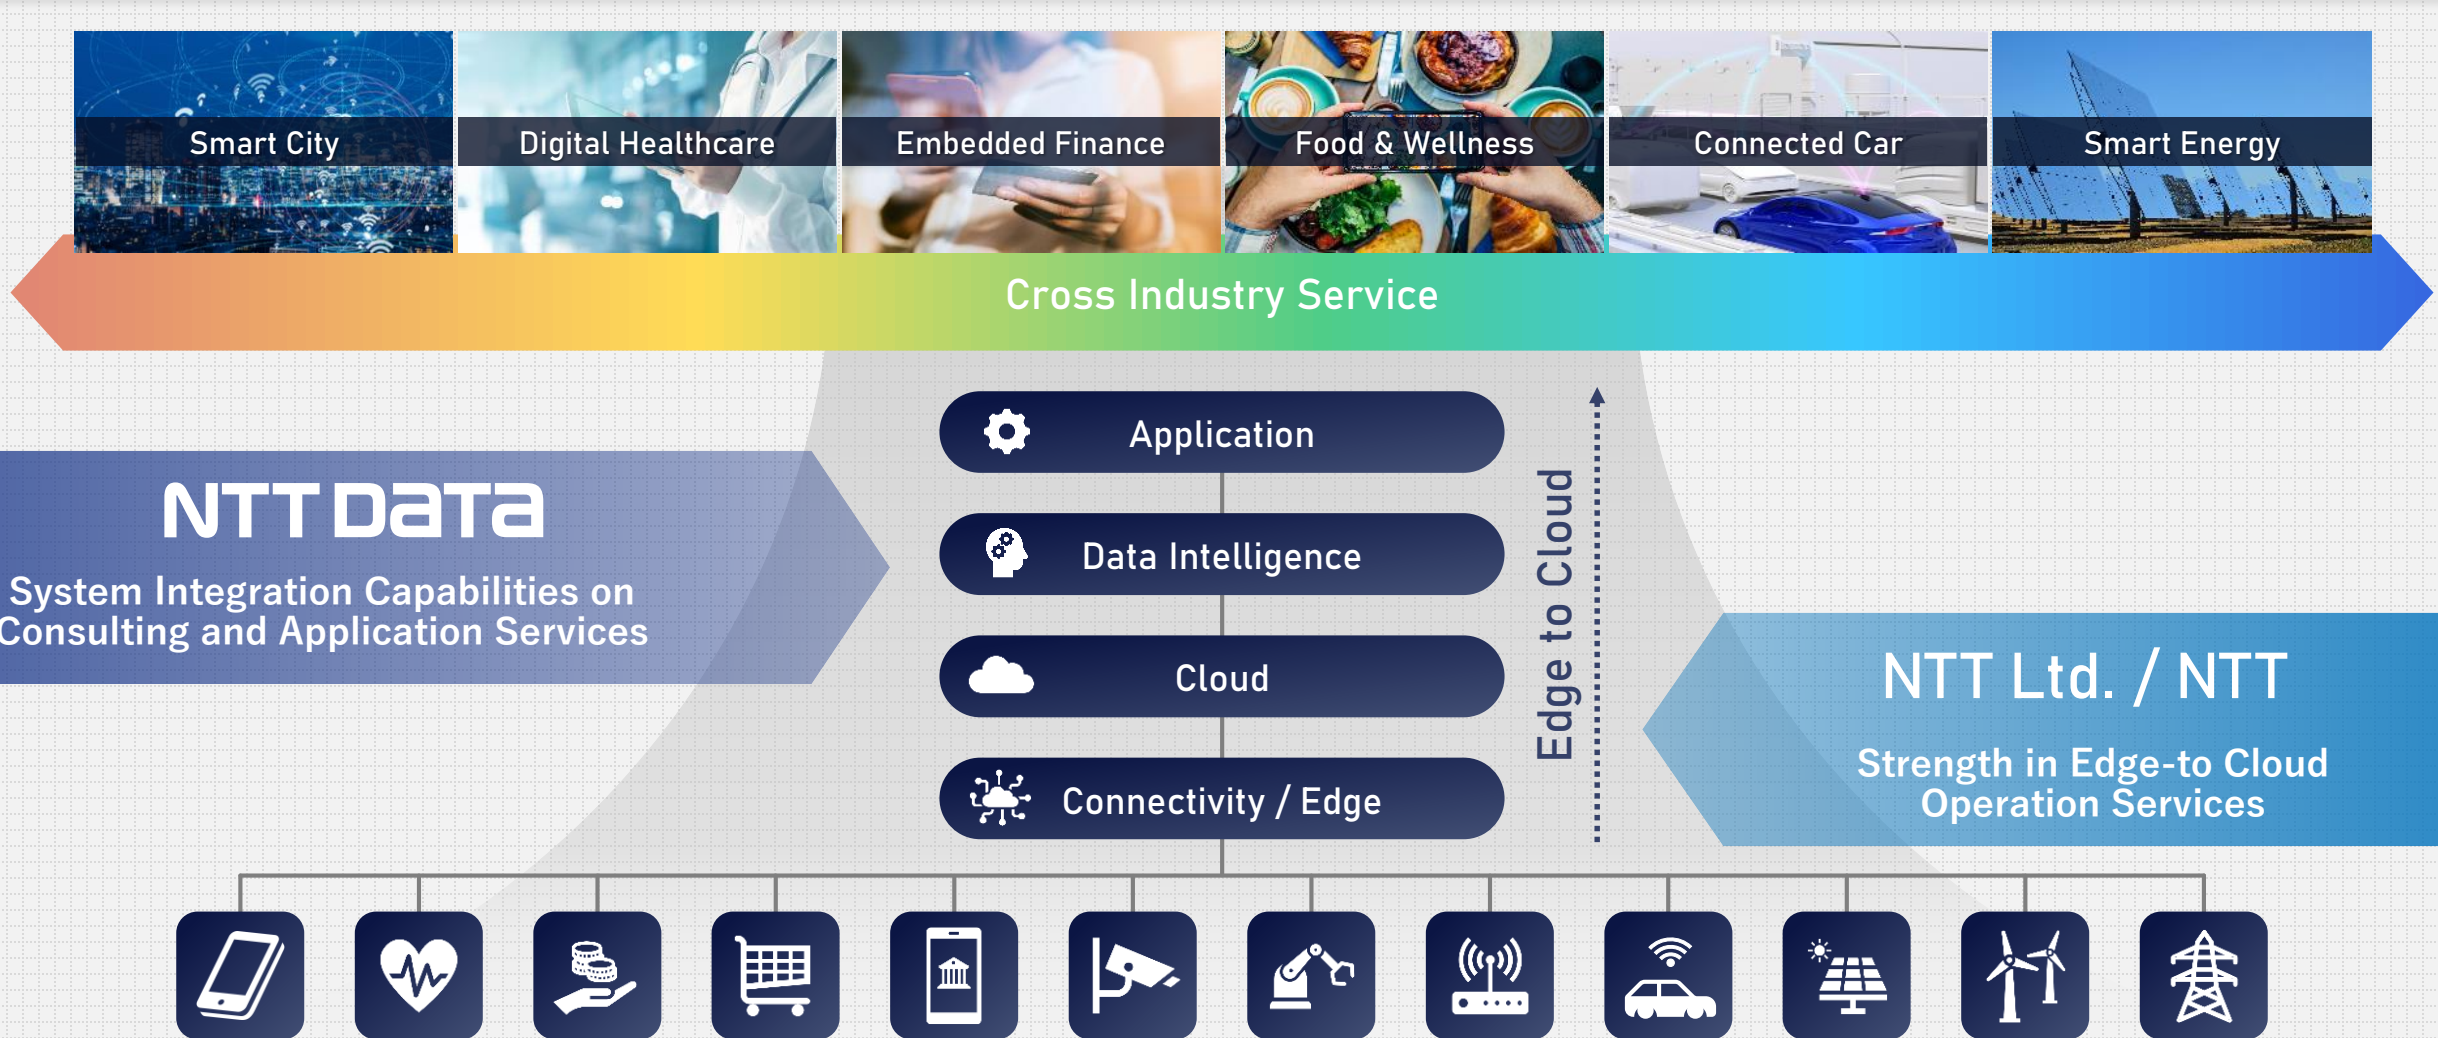 Smart City
Digital Healthcare
Embedded Finance
Food & Wellness
Connected Car
Smart Energy
Cross Industry Service
Application
Data Intelligence
Cloud
Connectivity / Edge
Edge to Cloud
NTT DATA
System Integration Capabilities on
Consulting and Application Services
NTT Ltd. / NTT
Strength in Edge-to Cloud
Operation Services